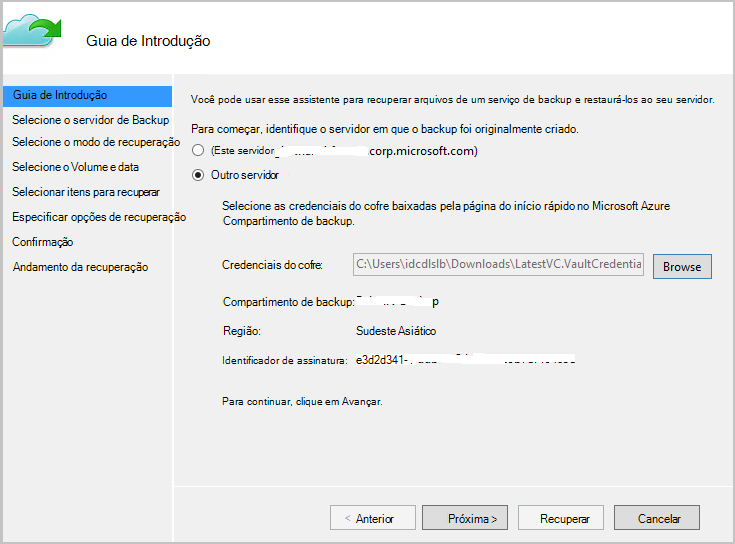 Guia de Introdução
Guia de Introdução
Selecione o servidor de Backup
Selecione o modo de recuperação
Selecione o Volume e data
Selecionar itens para recuperar
Especificar opções de recuperação
Confirmação
Andamento da recuperação
Você pode usar esse assistente para recuperar arquivos de um serviço de backup e restaurá-los ao seu servidor.
Para começar, identifique o servidor em que o backup foi originalmente criado.
(Este servidor corp.microsoft.com)
Outro servidor
Selecione as credenciais do cofre baixadas pela página do início rápido no Microsoft Azure
Compartimento de backup.
Credenciais do cofre: C:\Users\idcdlslb\Downloads\LatestVC.VaultCredentia Browse
Compartimento de backup:
Região: Sudeste Asiático
Identificador de assinatura: e3d2d341-
Para continuar, clique em Avançar.
< Anterior Próxima > Recuperar Cancelar